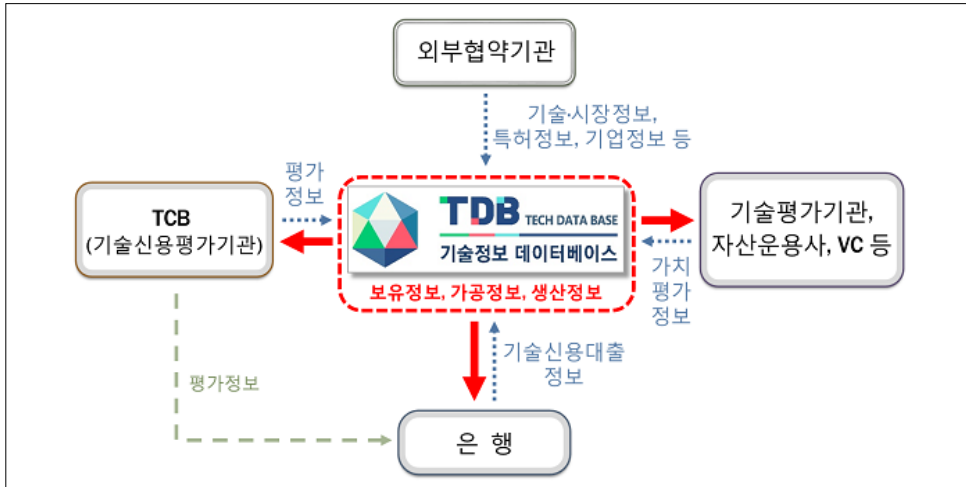 외부협약기관
기술·시장정보,
특허정보, 기업정보 등
평가
정보
TCB
(기술신용평가기관)
TDB TECH DATA BASE
기술정보 데이터베이스
보유정보, 가공정보, 생산정보
기술평가기관,
자산운용사, VC 등
가치
평가
정보
기술신용대출
정보
평가정보
은 행